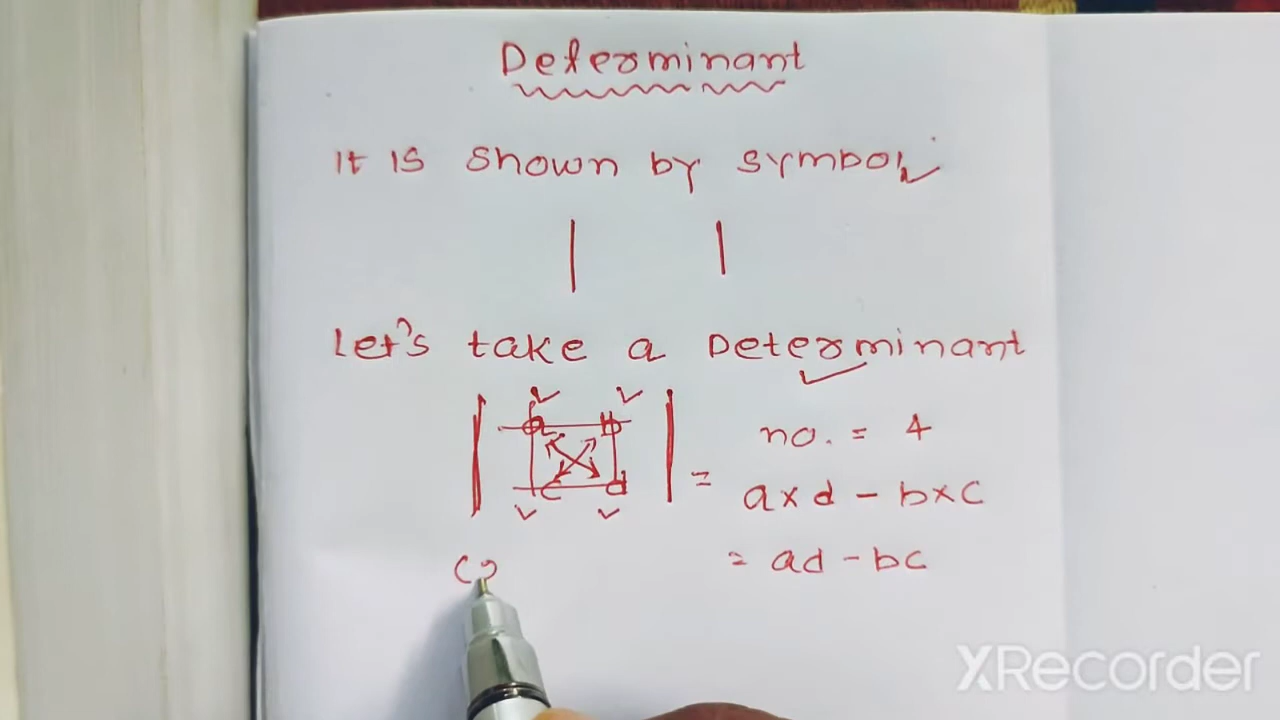 Determinant
It is shown by symbol
| |
Let's take a Determinant
| a b |
no. = 4
c d
= a x d - b x c
= ad - bc
XRecorder